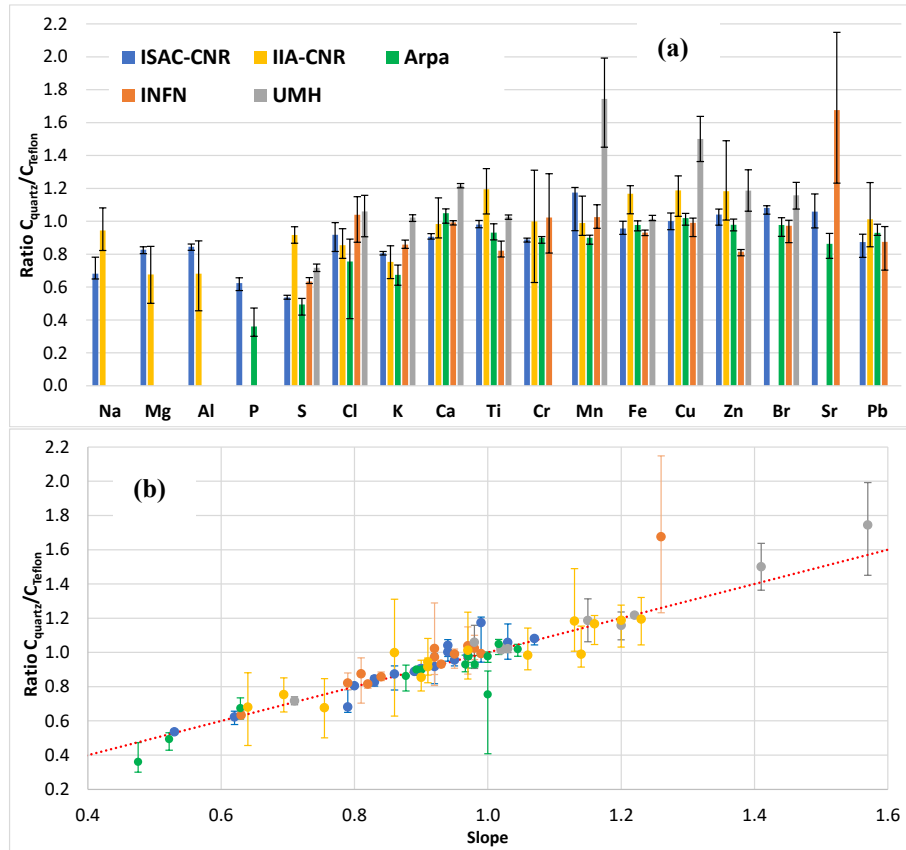 2.2
(a)
2.0
ISAC-CNR IIA-CNR Arpa
1.8
INFN UMH
1.6
1.4
1.2
1.0
0.8
0.6
0.4
0.2
0.0
Ratio Cquartz/CTeflon
Na Mg Al P S Cl K Ca Ti Cr Mn Fe Cu Zn Br Sr Pb
2.2
(b)
2.0
1.8
1.6
1.4
1.2
1.0
0.8
0.6
0.4
0.2
Ratio Cquartz/CTeflon
0.4 0.6 0.8 1.0 1.2 1.4 1.6
Slope